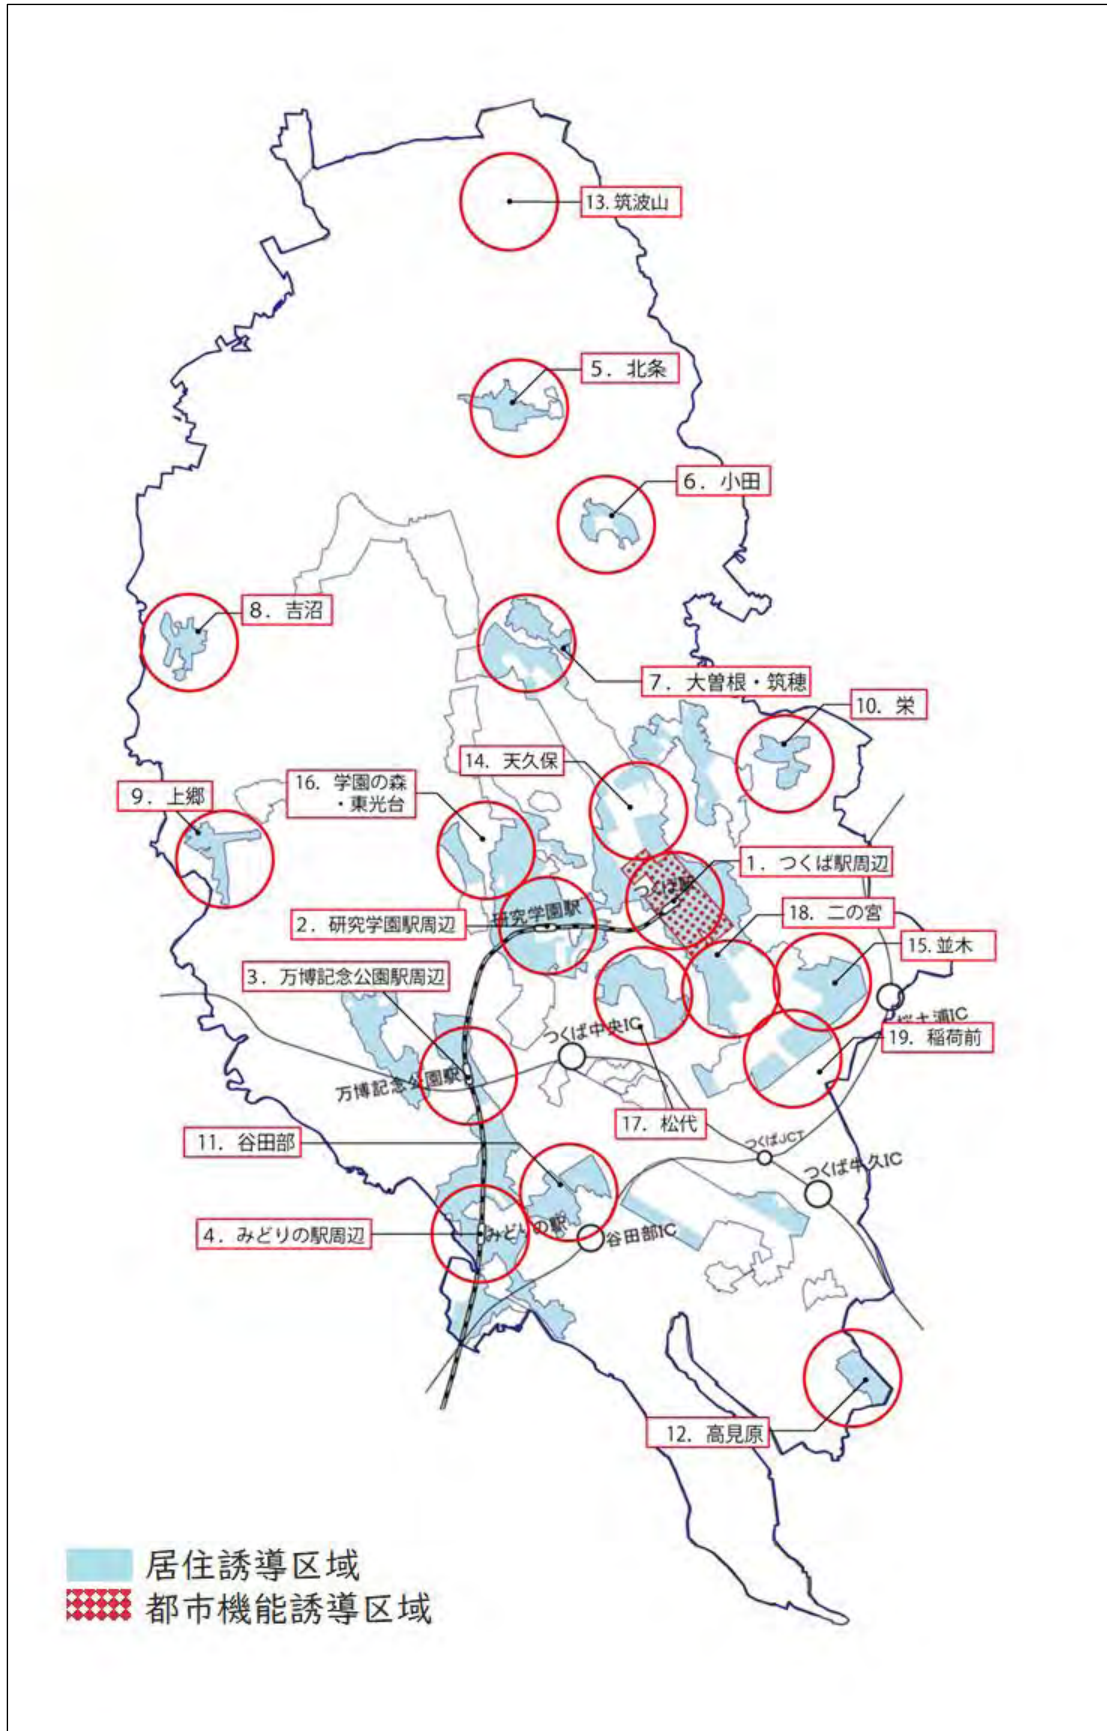 13. 筑波山
5. 北条
6. 小田
8. 吉沼
7. 大曽根・筑穂
10. 栄
14. 天久保
16. 学園の森
・東光台
9. 上郷
1. つくば駅周辺
つくば駅
18. 二の宮
研究学園駅
2. 研究学園駅周辺
15. 並木
3. 万博記念公園駅周辺
桜土浦IC
つくば中央IC
19. 稲荷前
万博記念公園駅
17. 松代
11. 谷田部
つくばJCT
つくば牛久IC
4. みどりの駅周辺
みどりの駅
谷田部IC
12. 高見原
居住誘導区域
都市機能誘導区域